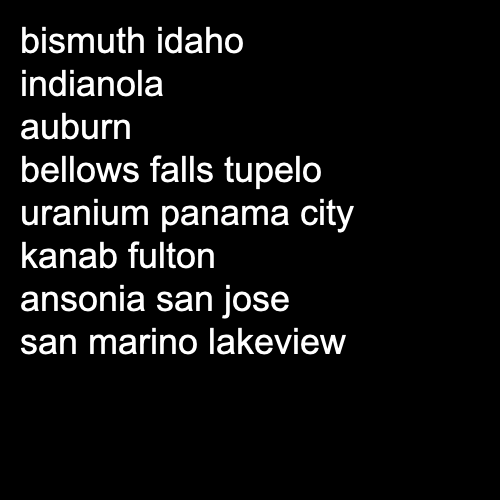 bismuth idaho
indianola
auburn
bellows falls tupelo
uranium panama city
kanab fulton
ansonia san jose
san marino lakeview